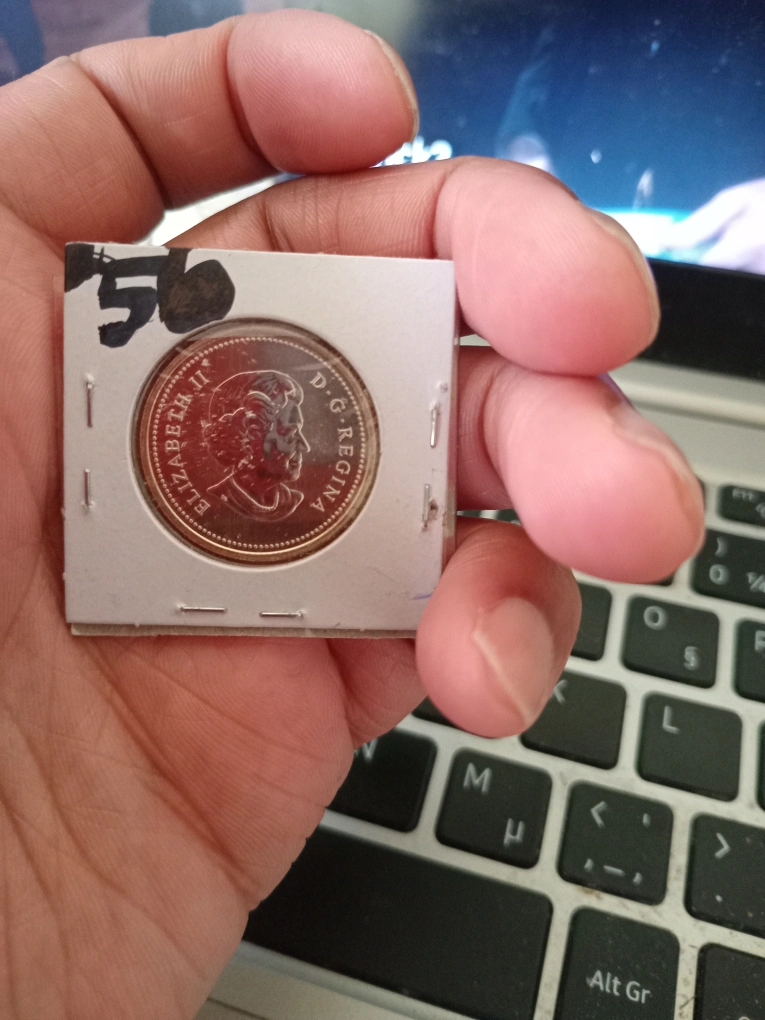 56
ELIZABETH II
D·G·REGINA
O
§
L
M
µ
<
'
,
—
>
.
Alt Gr